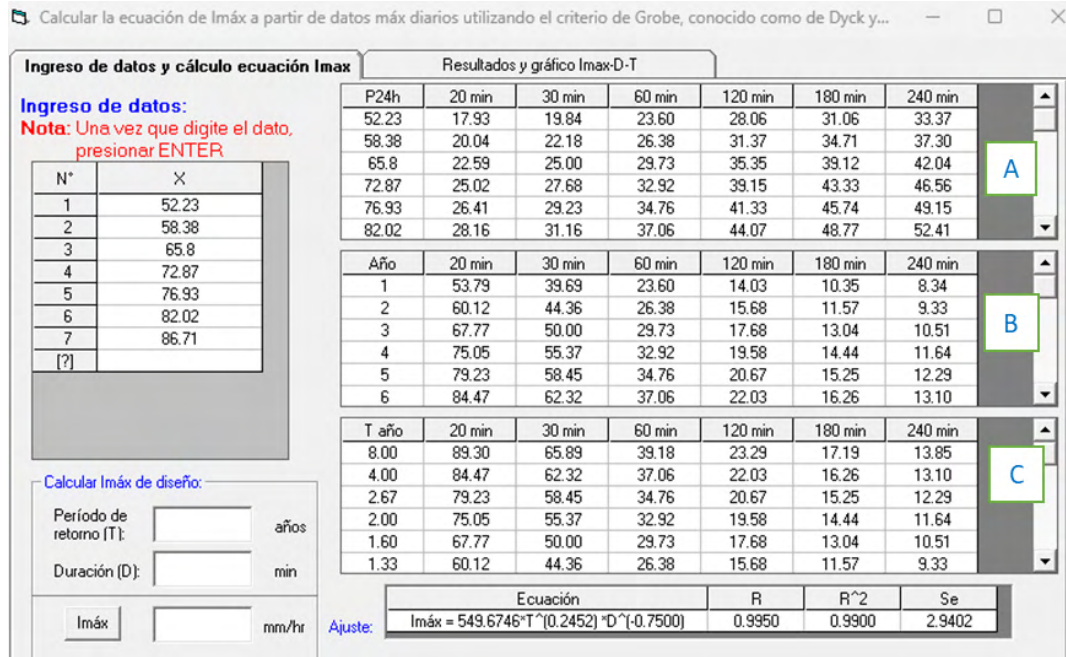 Calcular la ecuación de Imáx a partir de datos máx diarios utilizando el criterio de Grobe, conocido como de Dyck y...
Ingreso de datos y cálculo ecuación Imax
Resultados y gráfico Imax-D-T
Ingreso de datos:
Nota: Una vez que digite el dato,
presionar ENTER
N° X
1 52.23
2 58.38
3 65.8
4 72.87
5 76.93
6 82.02
7 86.71
[?]
P24h 20 min 30 min 60 min 120 min 180 min 240 min
52.23 17.93 19.84 23.60 28.06 31.06 33.37
58.38 20.04 22.18 26.38 31.37 34.71 37.30
65.8 22.59 25.00 29.73 35.35 39.12 42.04
72.87 25.02 27.68 32.92 39.15 43.33 46.56
76.93 26.41 29.23 34.76 41.33 45.74 49.15
82.02 28.16 31.16 37.06 44.07 48.77 52.41
A
Año 20 min 30 min 60 min 120 min 180 min 240 min
1 53.79 39.69 23.60 14.03 10.35 8.34
2 60.12 44.36 26.38 15.68 11.57 9.33
3 67.77 50.00 29.73 17.68 13.04 10.51
4 75.05 55.37 32.92 19.58 14.44 11.64
5 79.23 58.45 34.76 20.67 15.25 12.29
6 84.47 62.32 37.06 22.03 16.26 13.10
B
T año 20 min 30 min 60 min 120 min 180 min 240 min
8.00 89.30 65.89 39.18 23.29 17.19 13.85
4.00 84.47 62.32 37.06 22.03 16.26 13.10
2.67 79.23 58.45 34.76 20.67 15.25 12.29
2.00 75.05 55.37 32.92 19.58 14.44 11.64
1.60 67.77 50.00 29.73 17.68 13.04 10.51
1.33 60.12 44.36 26.38 15.68 11.57 9.33
C
Calcular Imáx de diseño:
Período de
retorno (T): años
Duración (D): min
Imáx mm/hr
Ajuste:
Ecuación R R^2 Se
Imáx = 549.6746*T^(0.2452) *D^(-0.7500) 0.9950 0.9900 2.9402